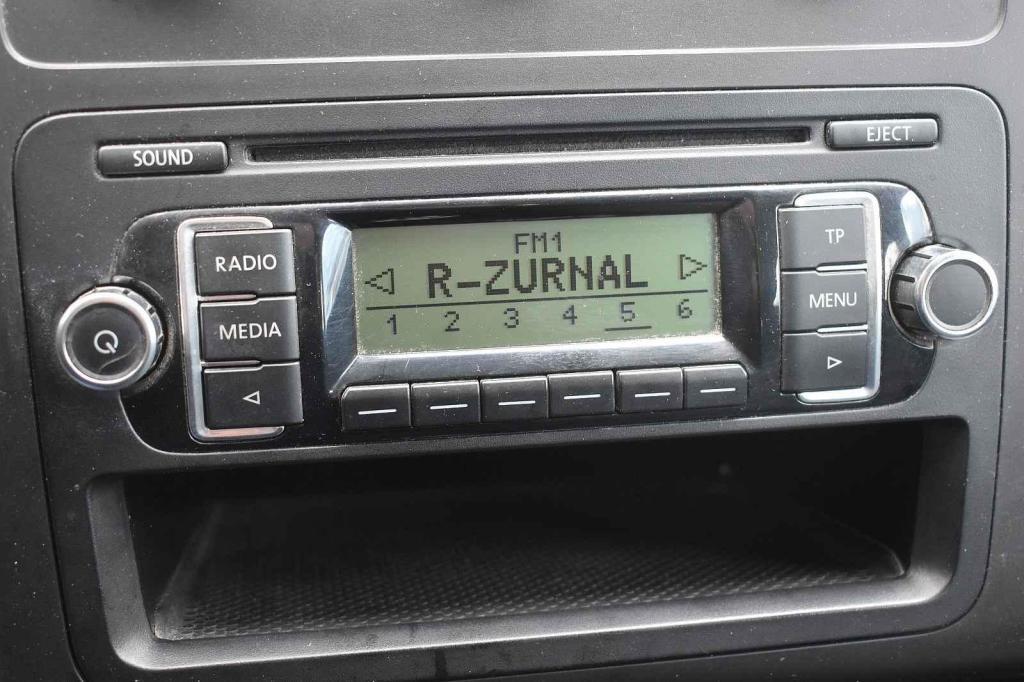 SOUND
EJECT
RADIO
MEDIA
FM1
R-ZURNAL
1 2 3 4 5 6
TP
MENU